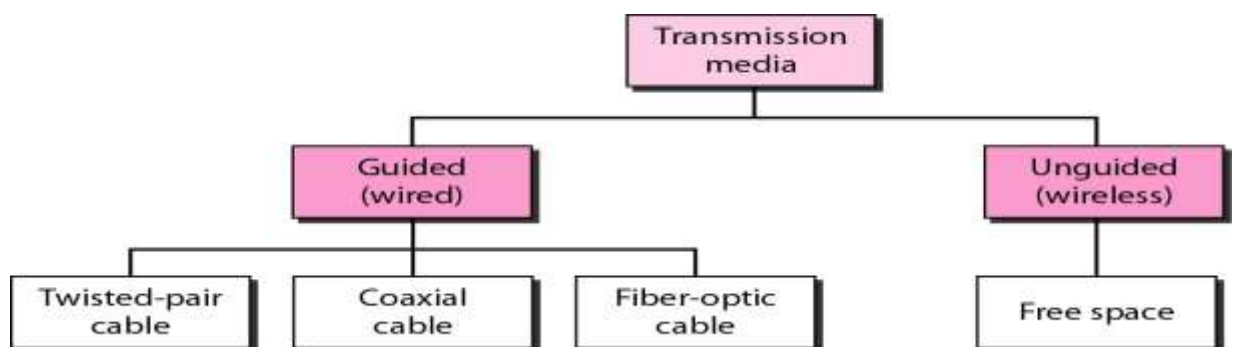 Transmission
media
Guided
(wired)
Unguided
(wireless)
Twisted-pair
cable
Coaxial
cable
Fiber-optic
cable
Free space